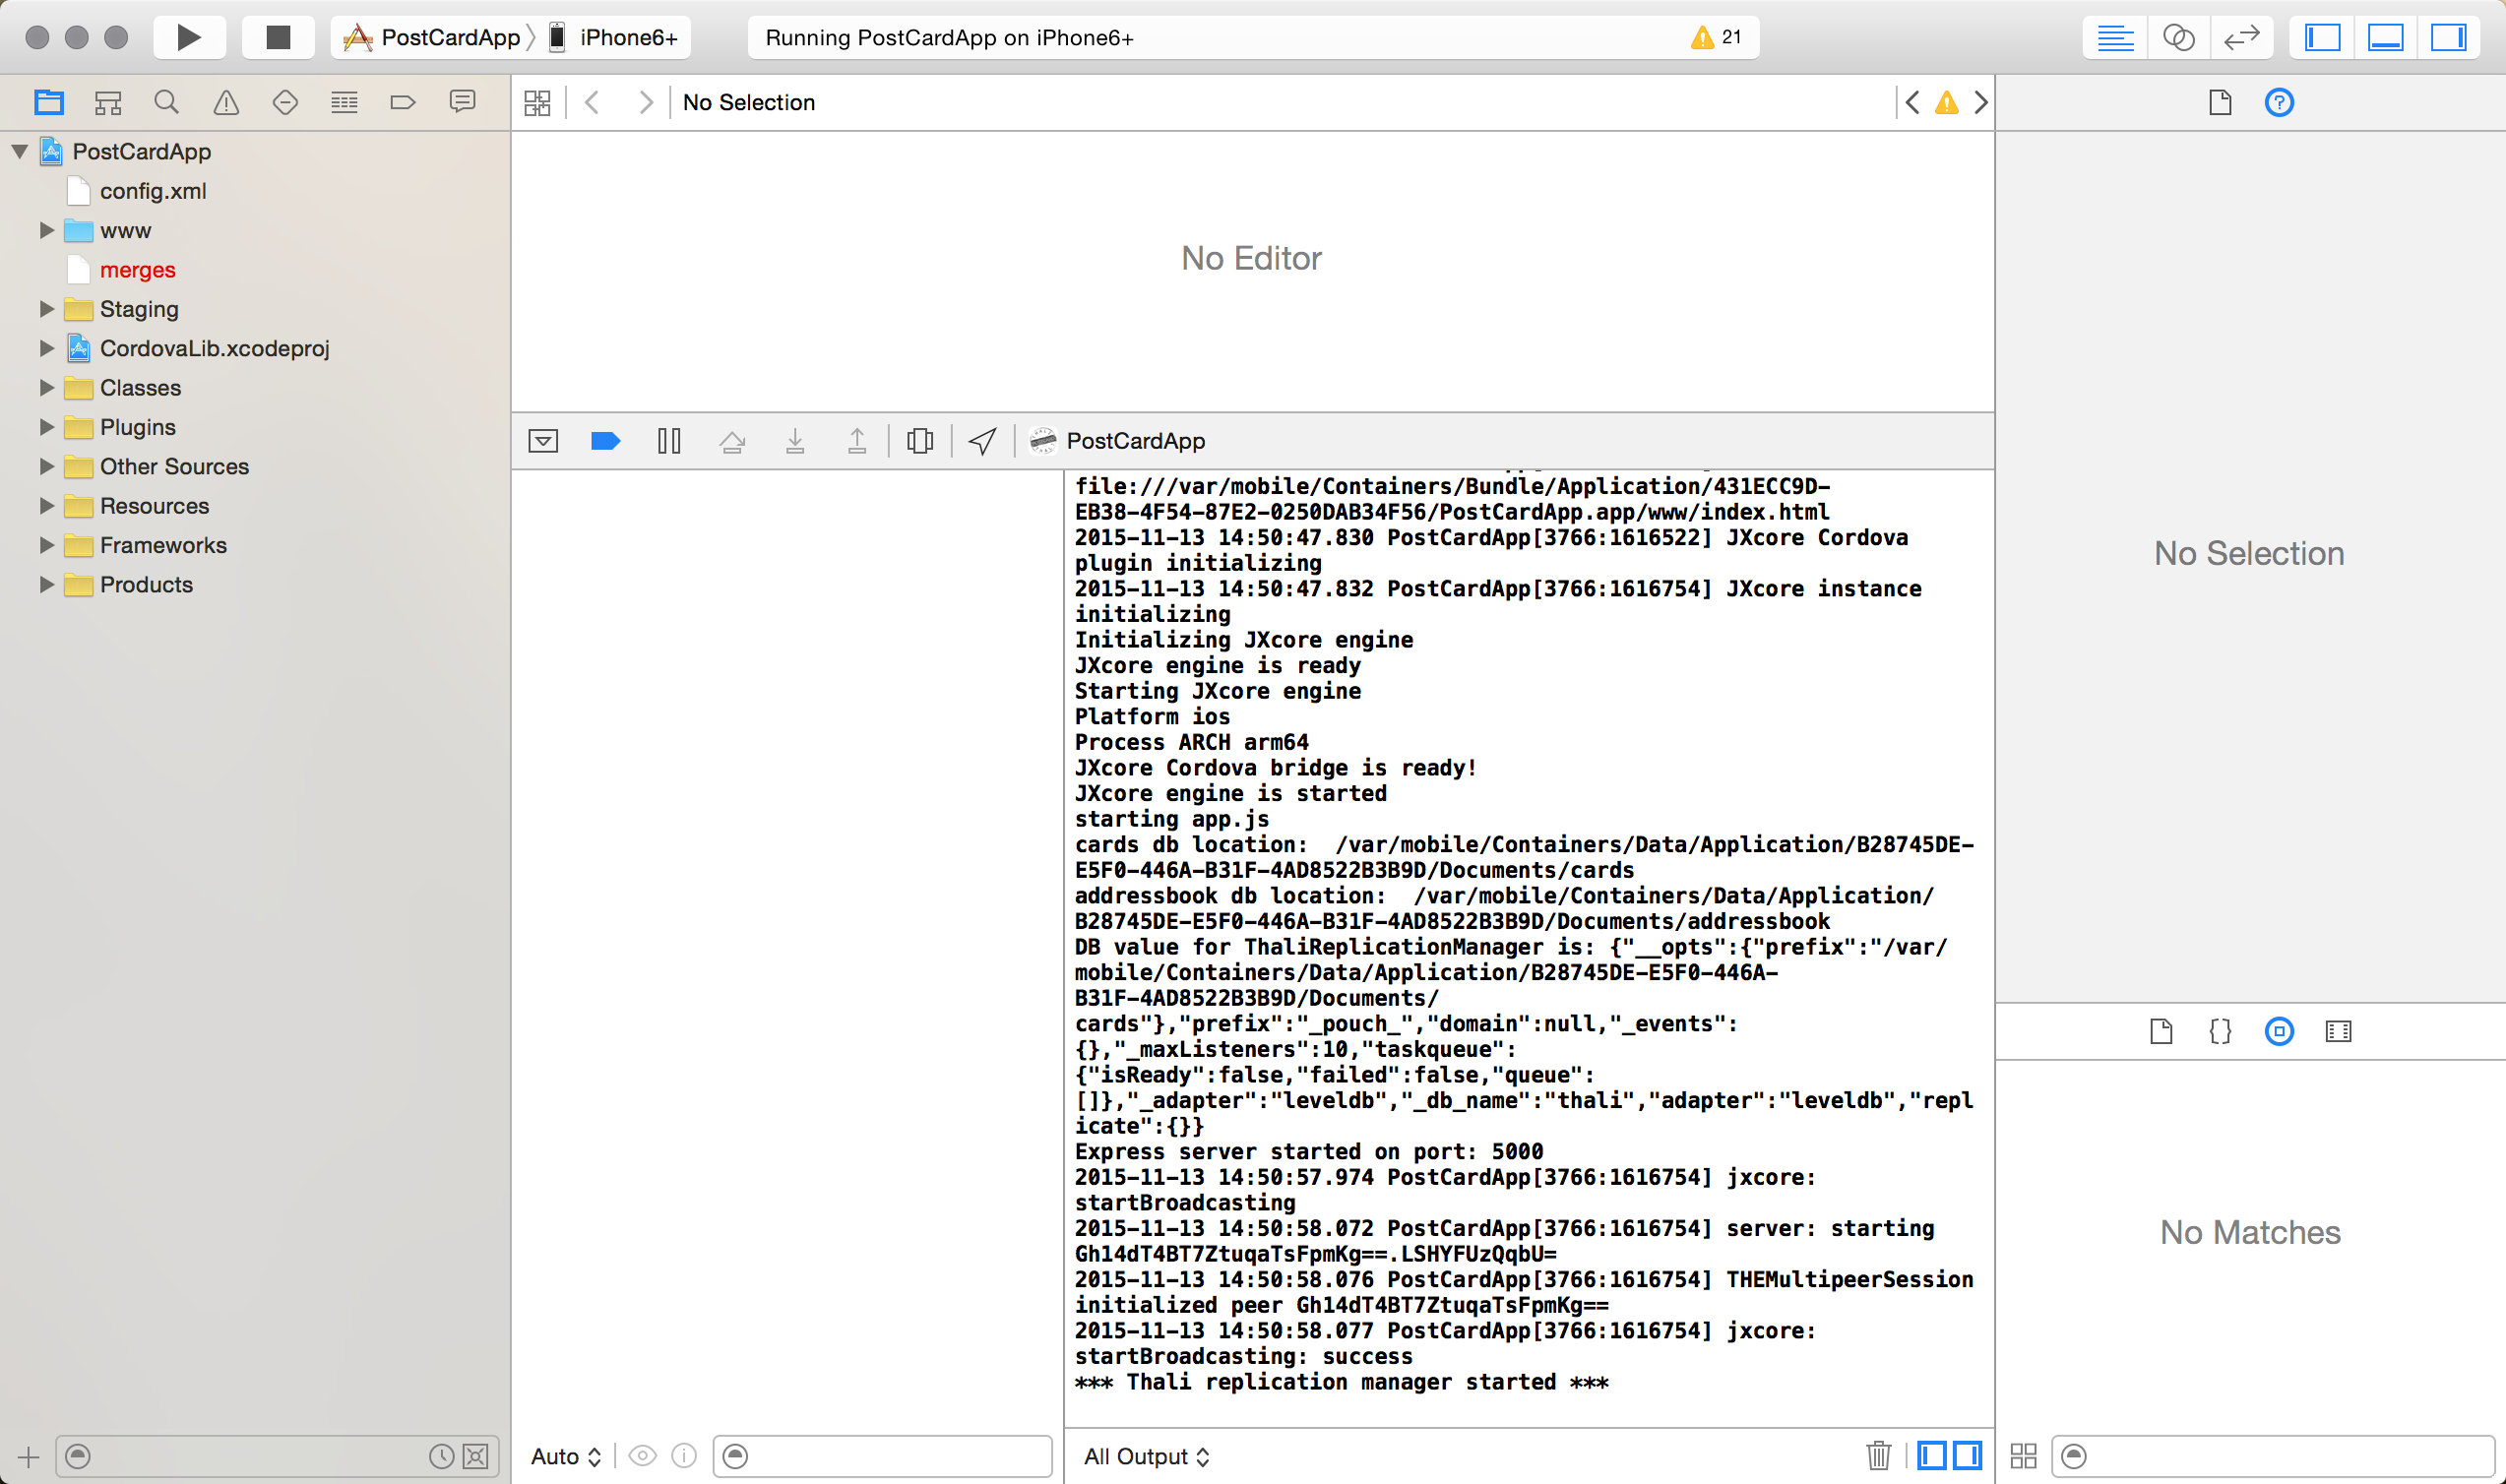 PostCardApp
iPhone6+
Running PostCardApp on iPhone6+
21
No Selection
PostCardApp
config.xml
www
merges
Staging
CordovaLib.xcodeproj
Classes
Plugins
Other Sources
Resources
Frameworks
Products
No Editor
PostCardApp
file:///var/mobile/Containers/Bundle/Application/431ECC9D-
EB38-4F54-87E2-0250DAB34F56/PostCardApp.app/www/index.html
2015-11-13 14:50:47.830 PostCardApp[3766:1616522] JXcore Cordova
plugin initializing
2015-11-13 14:50:47.832 PostCardApp[3766:1616754] JXcore instance
initializing
Initializing JXcore engine
JXcore engine is ready
Starting JXcore engine
Platform ios
Process ARCH arm64
JXcore Cordova bridge is ready!
JXcore engine is started
starting app.js
cards db location:  /var/mobile/Containers/Data/Application/B28745DE-
E5F0-446A-B31F-4AD8522B3B9D/Documents/cards
addressbook db location:  /var/mobile/Containers/Data/Application/
B28745DE-E5F0-446A-B31F-4AD8522B3B9D/Documents/addressbook
DB value for ThaliReplicationManager is: {"__opts":{"prefix":"/var/
mobile/Containers/Data/Application/B28745DE-E5F0-446A-
B31F-4AD8522B3B9D/Documents/
cards"},"prefix":"_pouch_","domain":null,"_events":
{},"_maxListeners":10,"taskqueue":
{"isReady":false,"failed":false,"queue":
[]},"_adapter":"leveldb","_db_name":"thali","adapter":"leveldb","repl
icate":{}}
Express server started on port: 5000
2015-11-13 14:50:57.974 PostCardApp[3766:1616754] jxcore:
startBroadcasting
2015-11-13 14:50:58.072 PostCardApp[3766:1616754] server: starting
Gh14dT4BT7ZtuqaTsFpmKg==.LSHYFUzQqbU=
2015-11-13 14:50:58.076 PostCardApp[3766:1616754] THEMultipeerSession
initialized peer Gh14dT4BT7ZtuqaTsFpmKg==
2015-11-13 14:50:58.077 PostCardApp[3766:1616754] jxcore:
startBroadcasting: success
*** Thali replication manager started ***
Auto
All Output
No Selection
No Matches